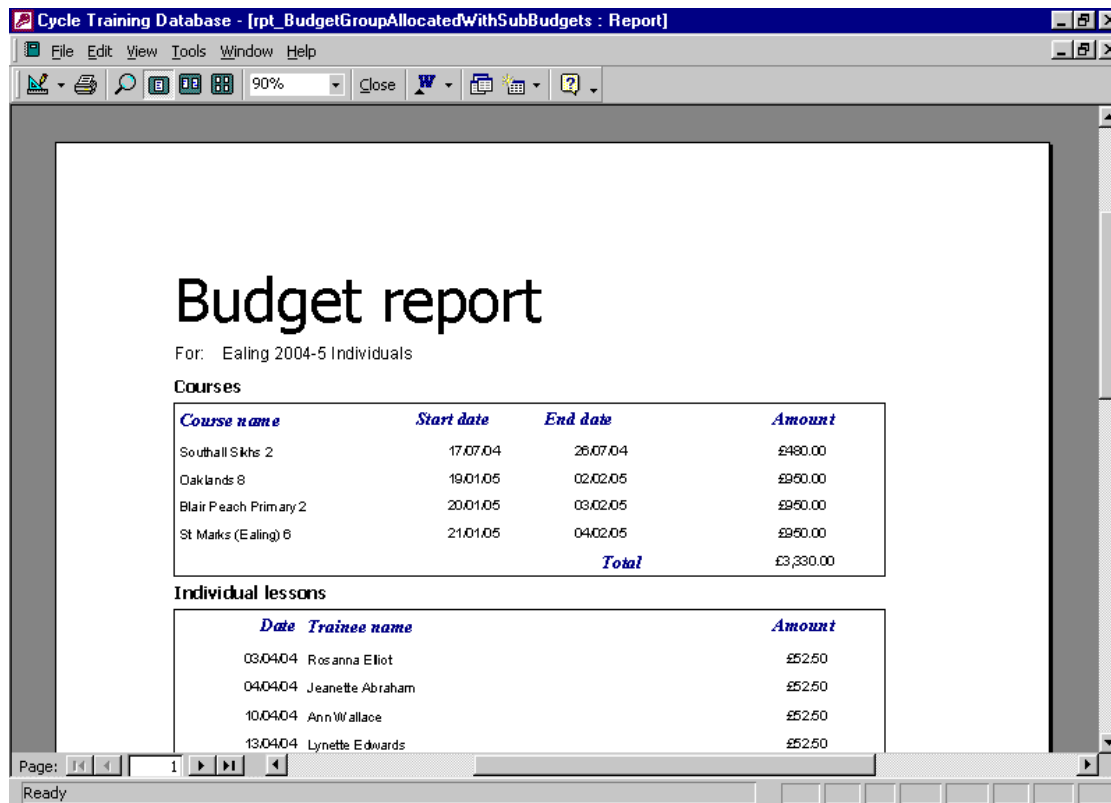 Cycle Training Database - [rpt_BudgetGroupAllocatedWithSubBudgets : Report]
File Edit View Tools Window Help
90% Close W
Budget report
For: Ealing 2004-5 Individuals
Courses
Course name Start date End date Amount
Southall Sikhs 2 17/07/04 26/07/04 £480.00
Oaklands 8 19/01/05 02/02/05 £950.00
Blair Peach Primary 2 20/01/05 03/02/05 £950.00
St Marks (Ealing) 6 21/01/05 04/02/05 £950.00
Total £3,330.00
Individual lessons
Date Trainee name Amount
03/04/04 Rosanna Elliot £52.50
04/04/04 Jeanette Abraham £52.50
10/04/04 Ann Wallace £52.50
13/04/04 Lynette Edwards £52.50
Page: 1
Ready